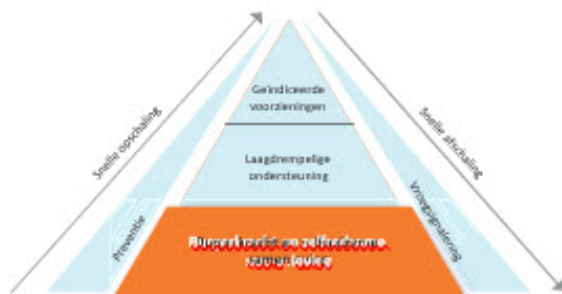 Geïndiceerde
voorzieningen
Snelle opschaling
Snelle afschaling
Laagdrempelige
ondersteuning
Preventie
Vroegsignalering